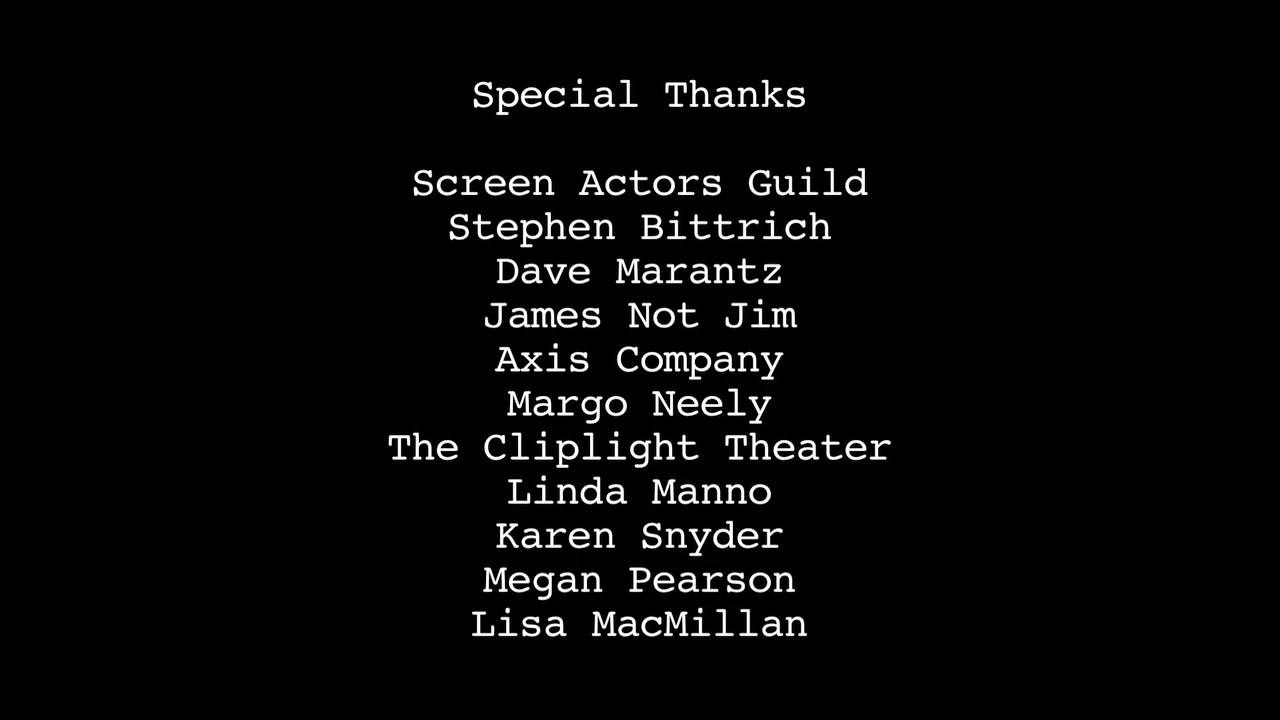 Special Thanks
Screen Actors Guild
Stephen Bittrich
Dave Marantz
James Not Jim
Axis Company
Margo Neely
The Cliplight Theater
Linda Manno
Karen Snyder
Megan Pearson
Lisa MacMillan